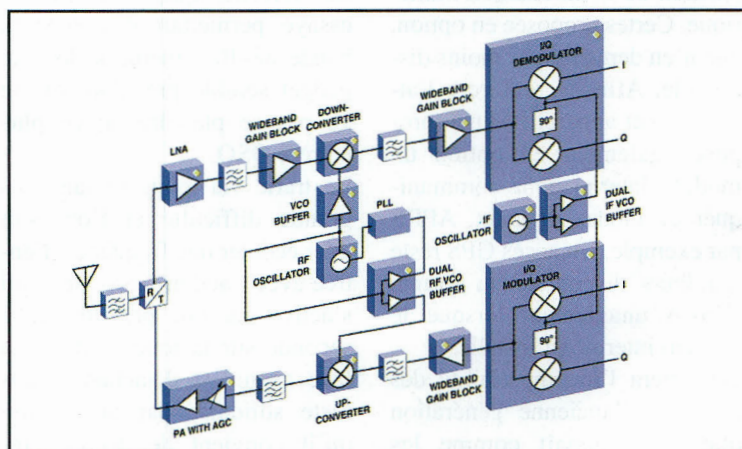 LNA
WIDEBAND
GAIN BLOCK
DOWN-
CONVERTER
WIDEBAND
GAIN BLOCK
I/Q
DEMODULATOR
I
90°
Q
VCO
BUFFER
PLL
RF
OSCILLATOR
DUAL
RF VCO
BUFFER
IF
OSCILLATOR
DUAL
IF VCO
BUFFER
R
T
I/Q
MODULATOR
I
90°
Q
WIDEBAND
GAIN BLOCK
UP-
CONVERTER
PA WITH AGC